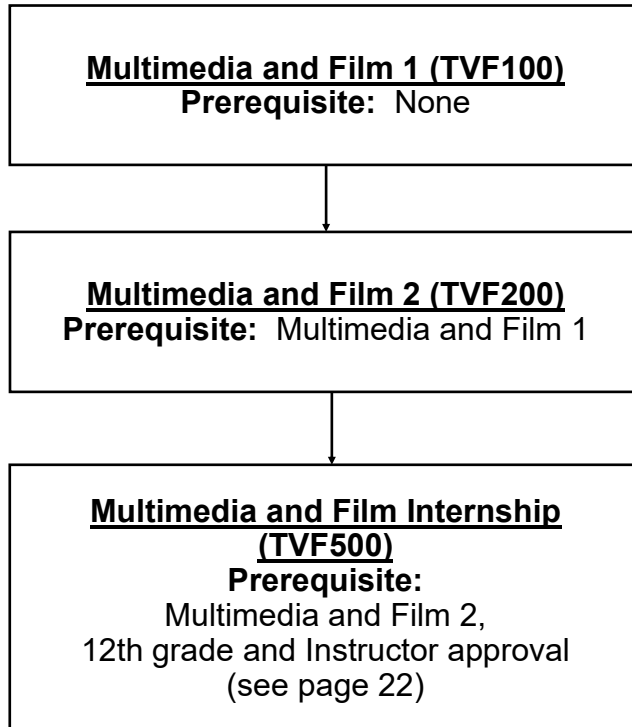 Multimedia and Film 1 (TVF100)
Prerequisite:  None
Multimedia and Film 2 (TVF200)
Prerequisite:  Multimedia and Film 1
Multimedia and Film Internship
(TVF500)
Prerequisite:
Multimedia and Film 2,
12th grade and Instructor approval
(see page 22)